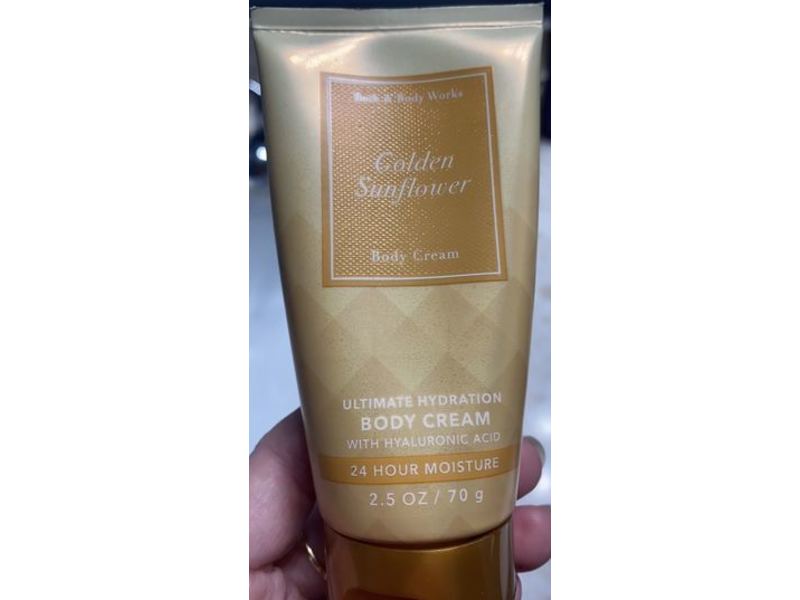 Bath & Body Works
Golden
Sunflower
Body Cream
ULTIMATE HYDRATION
BODY CREAM
WITH HYALURONIC ACID
24 HOUR MOISTURE
2.5 OZ / 70 g